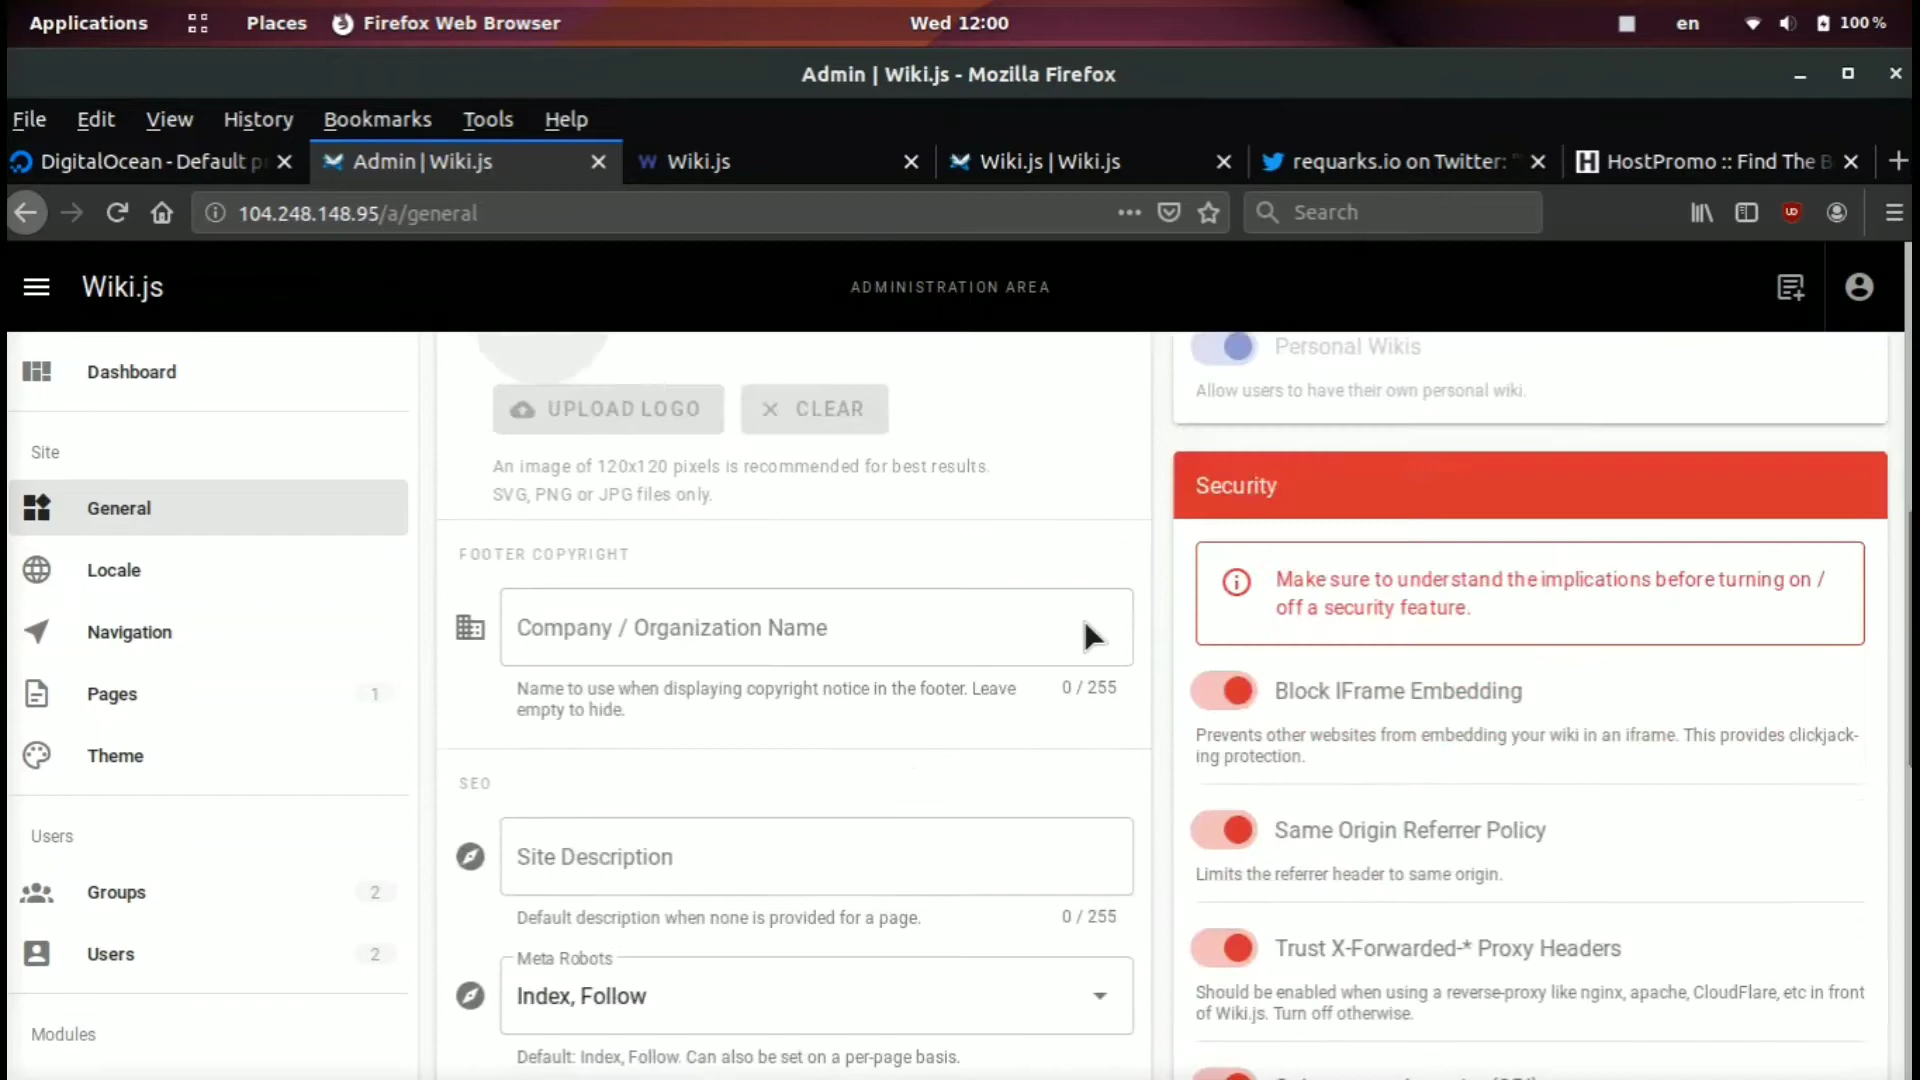 Applications Places Firefox Web Browser Wed 12:00 en 100 %
Admin | Wiki.js - Mozilla Firefox
File Edit View History Bookmarks Tools Help
DigitalOcean - Default Admin | Wiki.js Wiki.js Wiki.js | Wiki.js requarks.io on Twitter: HostPromo :: Find The
104.248.148.95/a/general Search
Wiki.js ADMINISTRATION AREA
Dashboard
Site
General
Locale
Navigation
Pages 1
Theme
Users
Groups 2
Users 2
Modules
UPLOAD LOGO CLEAR
An image of 120x120 pixels is recommended for best results.
SVG, PNG or JPG files only.
FOOTER COPYRIGHT
Company / Organization Name
Name to use when displaying copyright notice in the footer. Leave 0 / 255
empty to hide.
SEO
Site Description
Default description when none is provided for a page. 0 / 255
Meta Robots
Index, Follow
Default: Index, Follow. Can also be set on a per-page basis.
Personal Wikis
Allow users to have their own personal wiki.
Security
Make sure to understand the implications before turning on /
off a security feature.
Block IFrame Embedding
Prevents other websites from embedding your wiki in an iframe. This provides clickjack-
ing protection.
Same Origin Referrer Policy
Limits the referrer header to same origin.
Trust X-Forwarded-* Proxy Headers
Should be enabled when using a reverse-proxy like nginx, apache, CloudFlare, etc in front
of Wiki.js. Turn off otherwise.